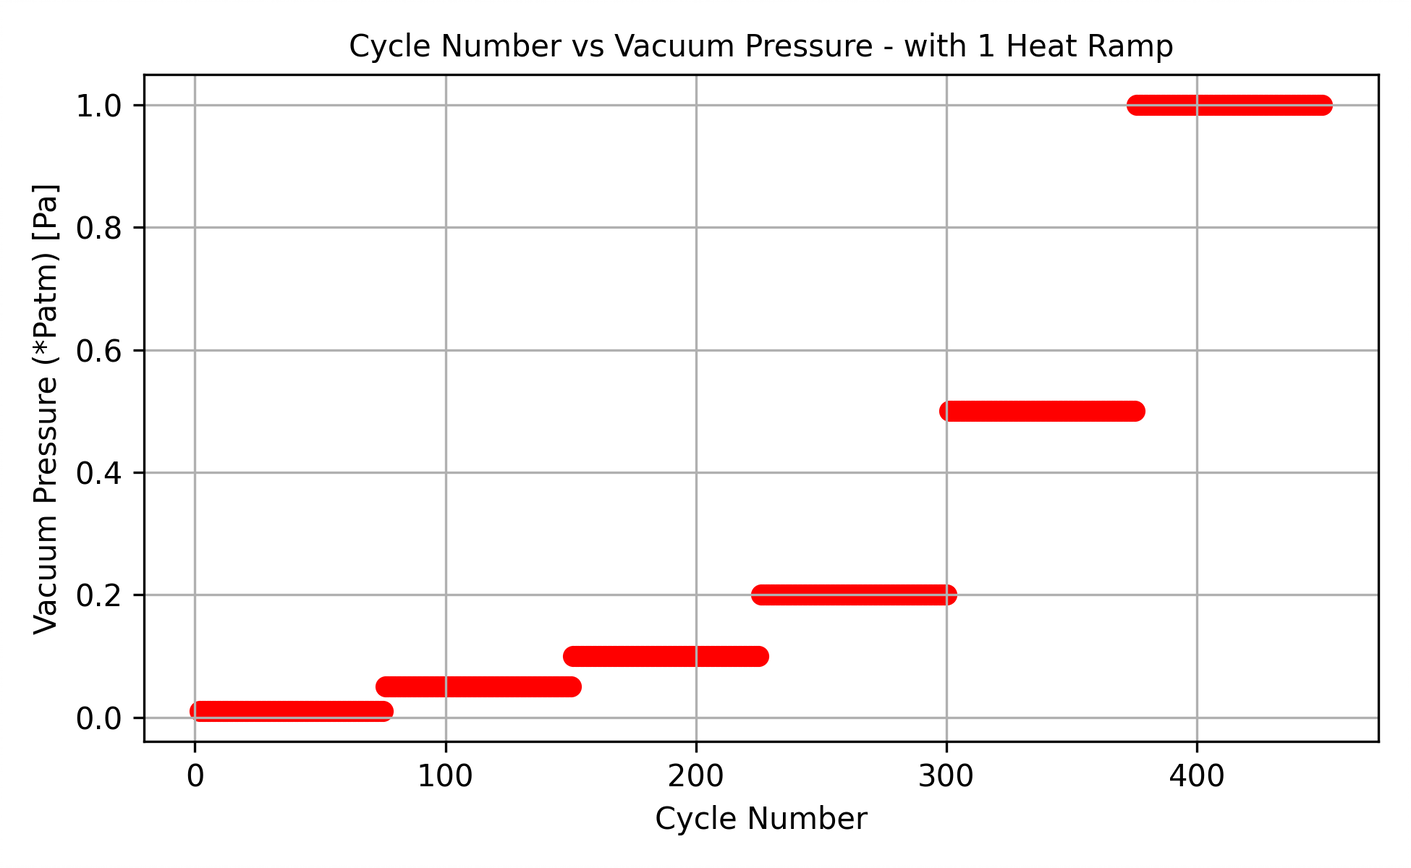 Cycle Number vs Vacuum Pressure - with 1 Heat Ramp
Vacuum Pressure (*Patm) [Pa]
1.0
0.8
0.6
0.4
0.2
0.0
0 100 200 300 400
Cycle Number